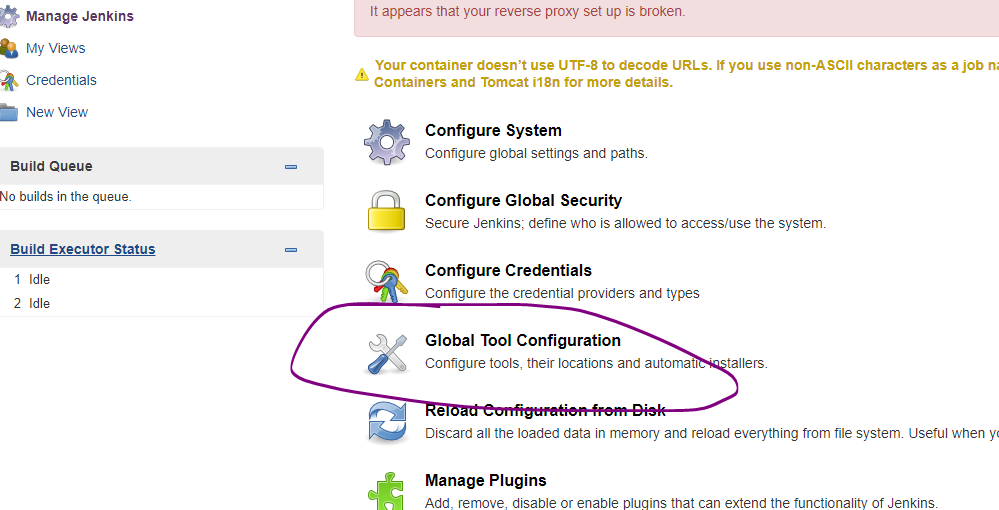 Manage Jenkins
My Views
Credentials
New View
Build Queue
No builds in the queue.
Build Executor Status
1 Idle
2 Idle
It appears that your reverse proxy set up is broken.
Your container doesn't use UTF-8 to decode URLs. If you use non-ASCII characters as a job
Containers and Tomcat i18n for more details.
Configure System
Configure global settings and paths.
Configure Global Security
Secure Jenkins; define who is allowed to access/use the system.
Configure Credentials
Configure the credential providers and types
Global Tool Configuration
Configure tools, their locations and automatic installers.
Reload Configuration from Disk
Discard all the loaded data in memory and reload everything from file system. Useful when
Manage Plugins
Add, remove, disable or enable plugins that can extend the functionality of Jenkins.